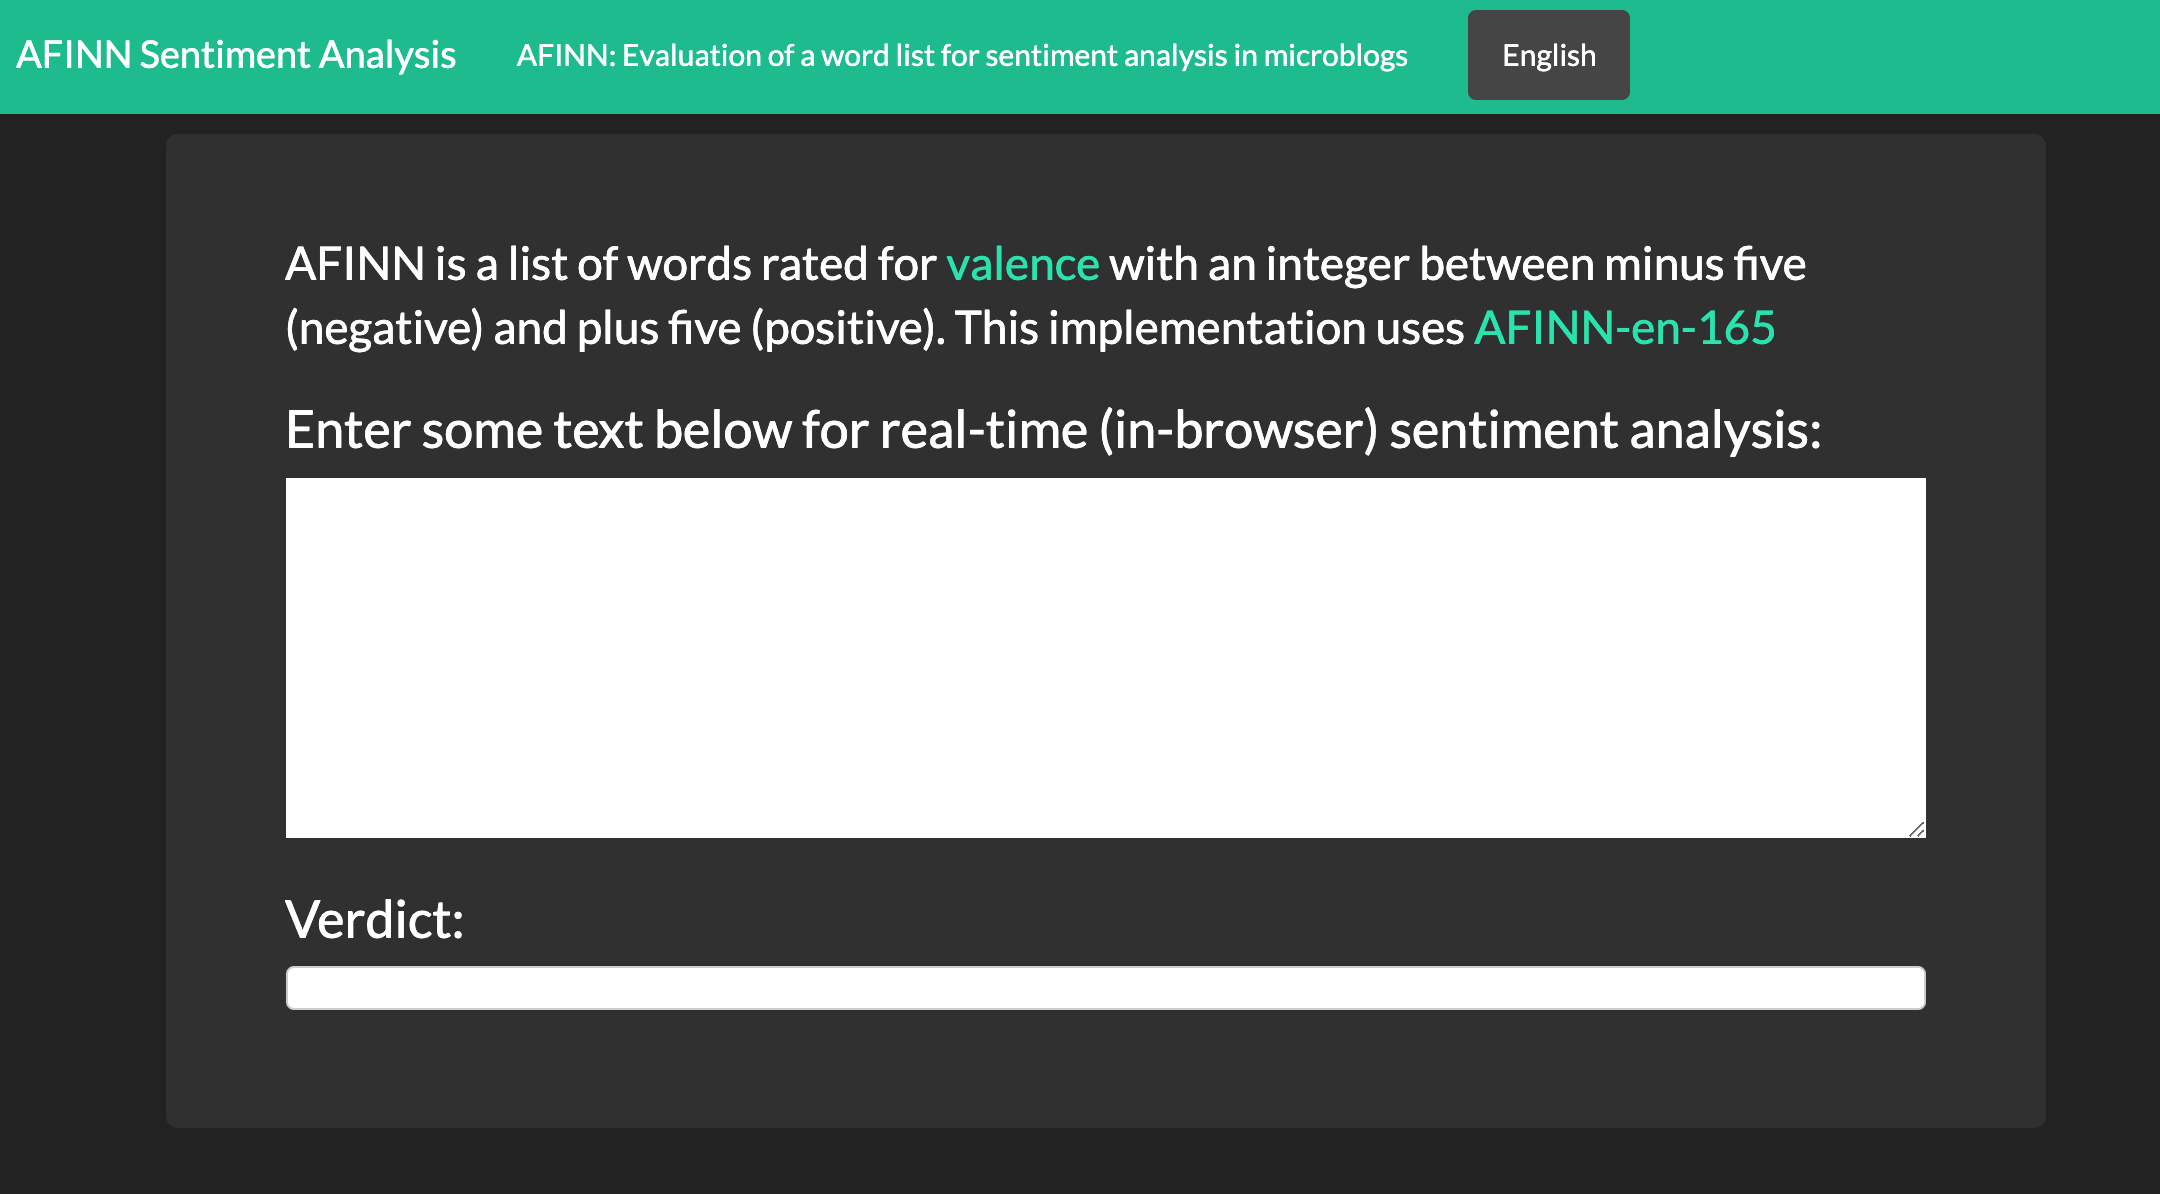 AFINN Sentiment Analysis AFINN: Evaluation of a word list for sentiment analysis in microblogs English
AFINN is a list of words rated for valence with an integer between minus five
(negative) and plus five (positive). This implementation uses AFINN-en-165
Enter some text below for real-time (in-browser) sentiment analysis:
Verdict: